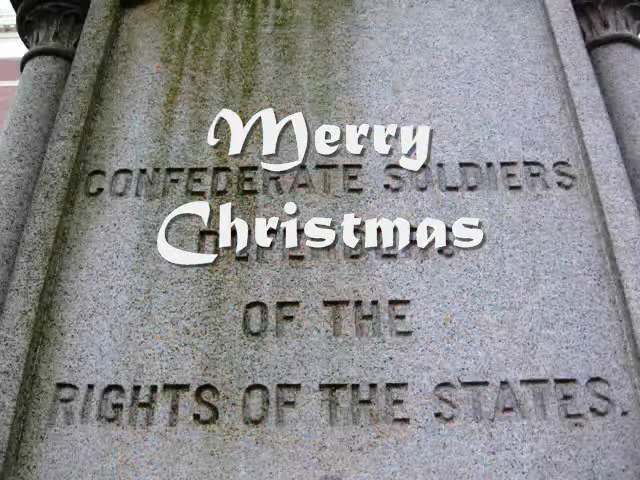 Merry
CONFEDERATE SOLDIERS
Christmas
OF THE
RIGHTS OF THE STATES.